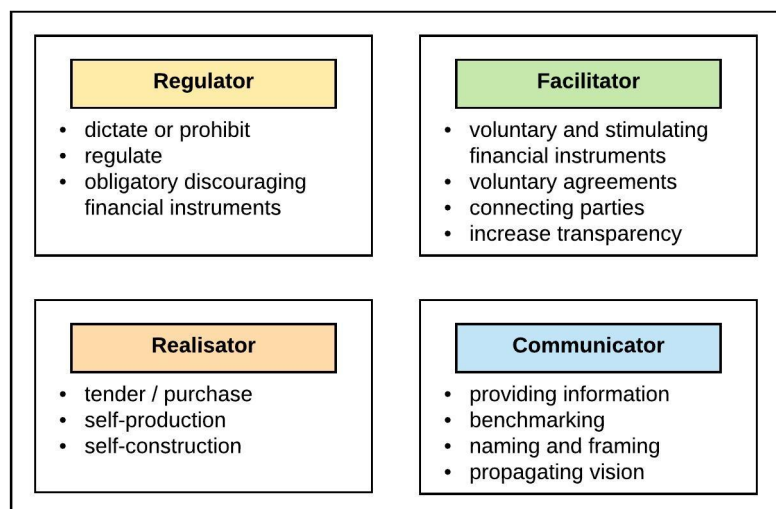 Regulator
• dictate or prohibit
• regulate
• obligatory discouraging
financial instruments
Facilitator
• voluntary and stimulating
financial instruments
• voluntary agreements
• connecting parties
• increase transparency
Realisator
• tender / purchase
• self-production
• self-construction
Communicator
• providing information
• benchmarking
• naming and framing
• propagating vision